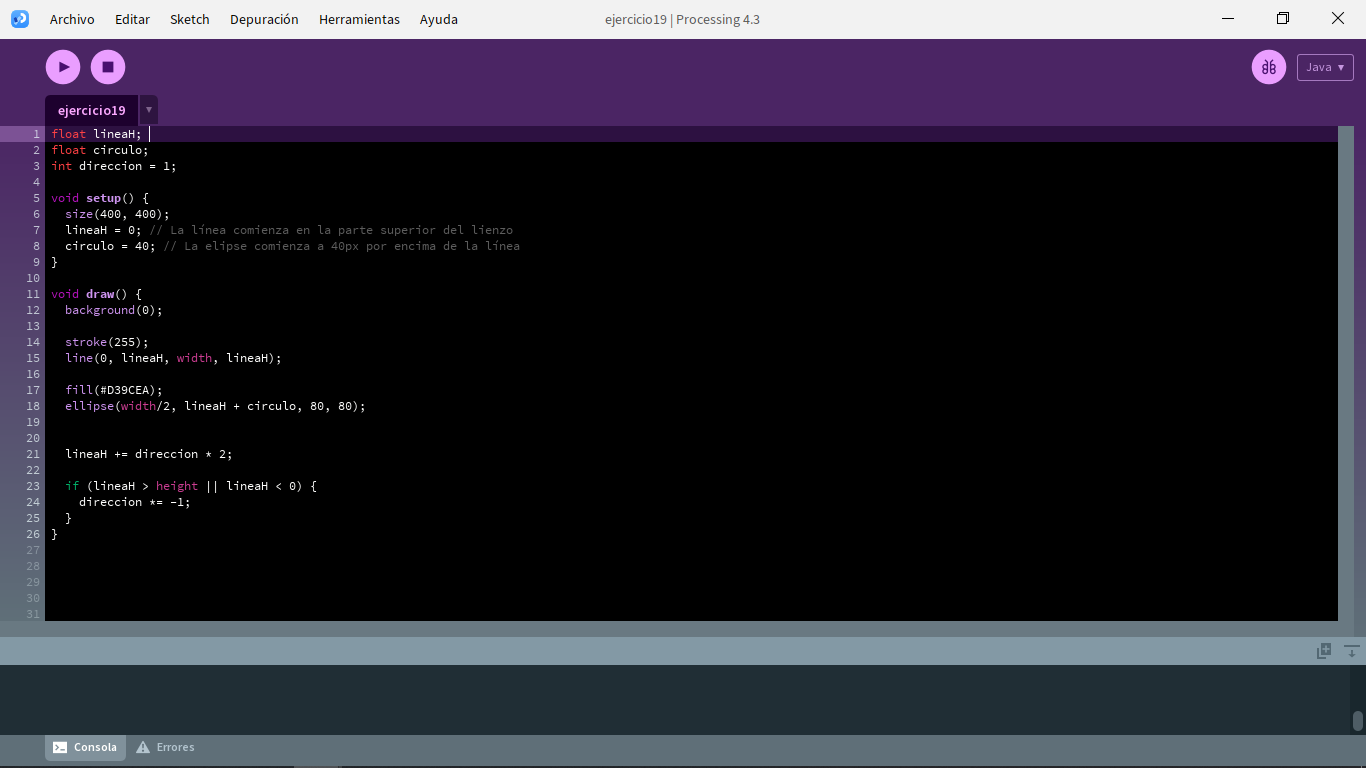 Archivo Editar Sketch Depuración Herramientas Ayuda ejercicio19 | Processing 4.3
Java ▾
ejercicio19 ▾
1 float lineaH;
2 float circulo;
3 int direccion = 1;
4
5 void setup() {
6 size(400, 400);
7 lineaH = 0; // La línea comienza en la parte superior del lienzo
8 circulo = 40; // La elipse comienza a 40px por encima de la línea
9 }
10
11 void draw() {
12 background(0);
13
14 stroke(255);
15 line(0, lineaH, width, lineaH);
16
17 fill(#D39CEA);
18 ellipse(width/2, lineaH + circulo, 80, 80);
19
20
21 lineaH += direccion * 2;
22
23 if (lineaH > height || lineaH < 0) {
24 direccion *= -1;
25 }
26 }
27
28
29
30
31
Consola Errores